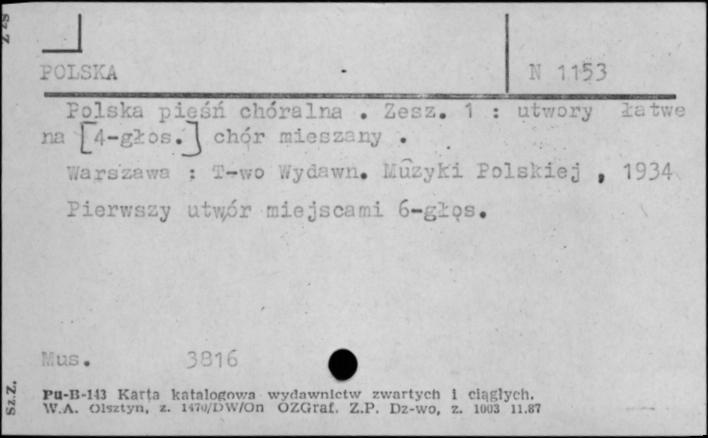 Sz Z
POLSKA N 1153
Polska pieśń chóralna . Zesz. 1 : utwory łatwe
na [4-głos.] chór mieszany .
Warszawa : T-wo Wydawn. Muzyki Polskiej , 1934
Pierwszy utwór miejscami 6-głos.
Mus. 3816
Sz.Z.
Pu-B-143 Karta katalogowa wydawnictw zwartych i ciągłych.
W.A. Olsztyn, z. 1470/DW/On OZGraf. Z.P. Dz-wo, z. 1003 11.87